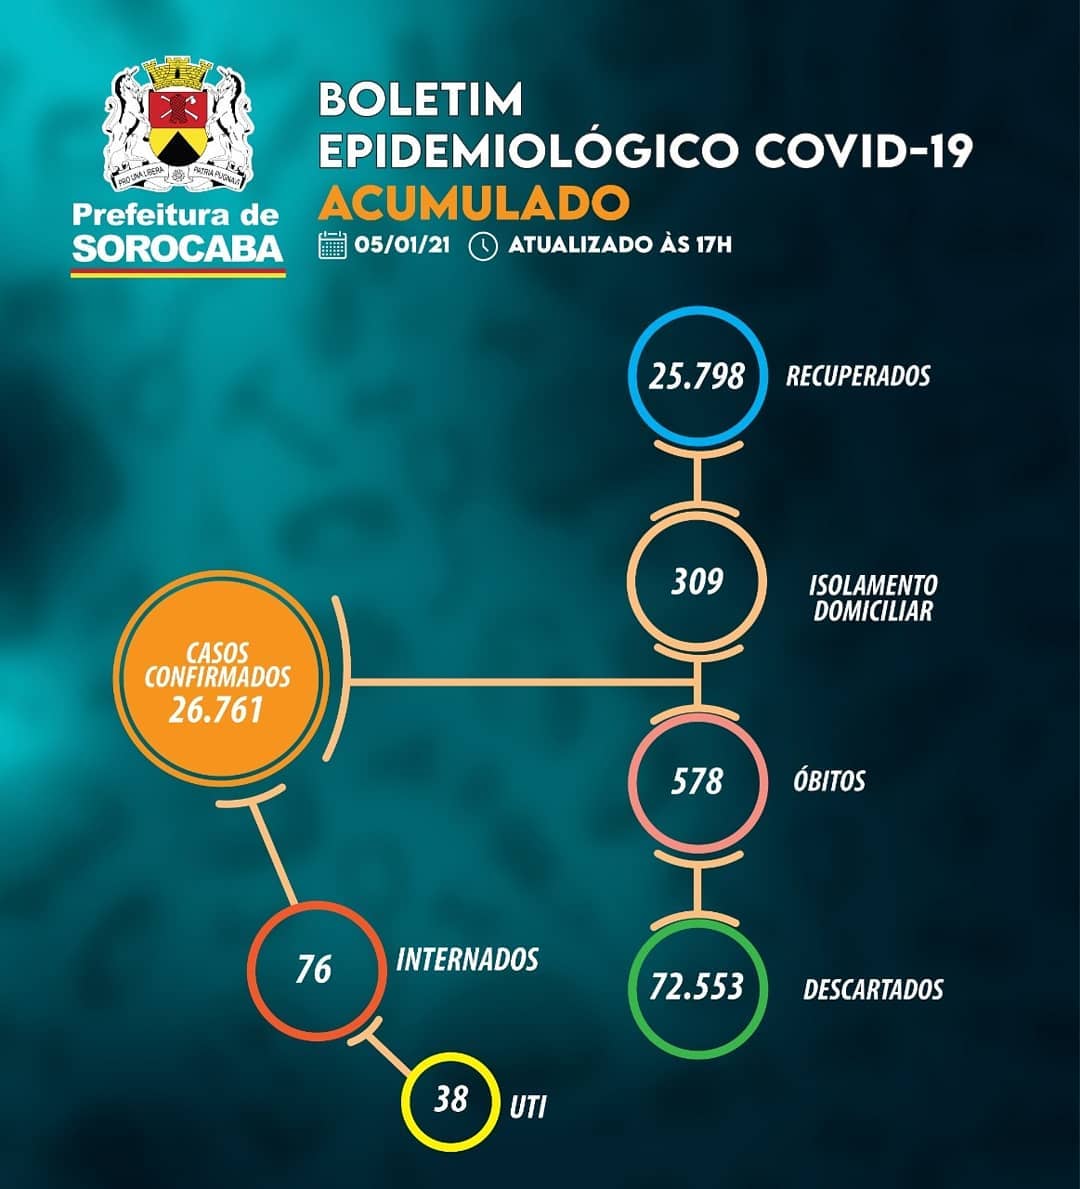 PRO UNA LIBERA PATRIA PUGNAVI
Prefeitura de
SOROCABA
BOLETIM
EPIDEMIOLÓGICO COVID-19
ACUMULADO
05/01/21 ATUALIZADO ÀS 17H
25.798 RECUPERADOS
309 ISOLAMENTO
DOMICILIAR
CASOS
CONFIRMADOS
26.761
578 ÓBITOS
76 INTERNADOS
72.553 DESCARTADOS
38 UTI